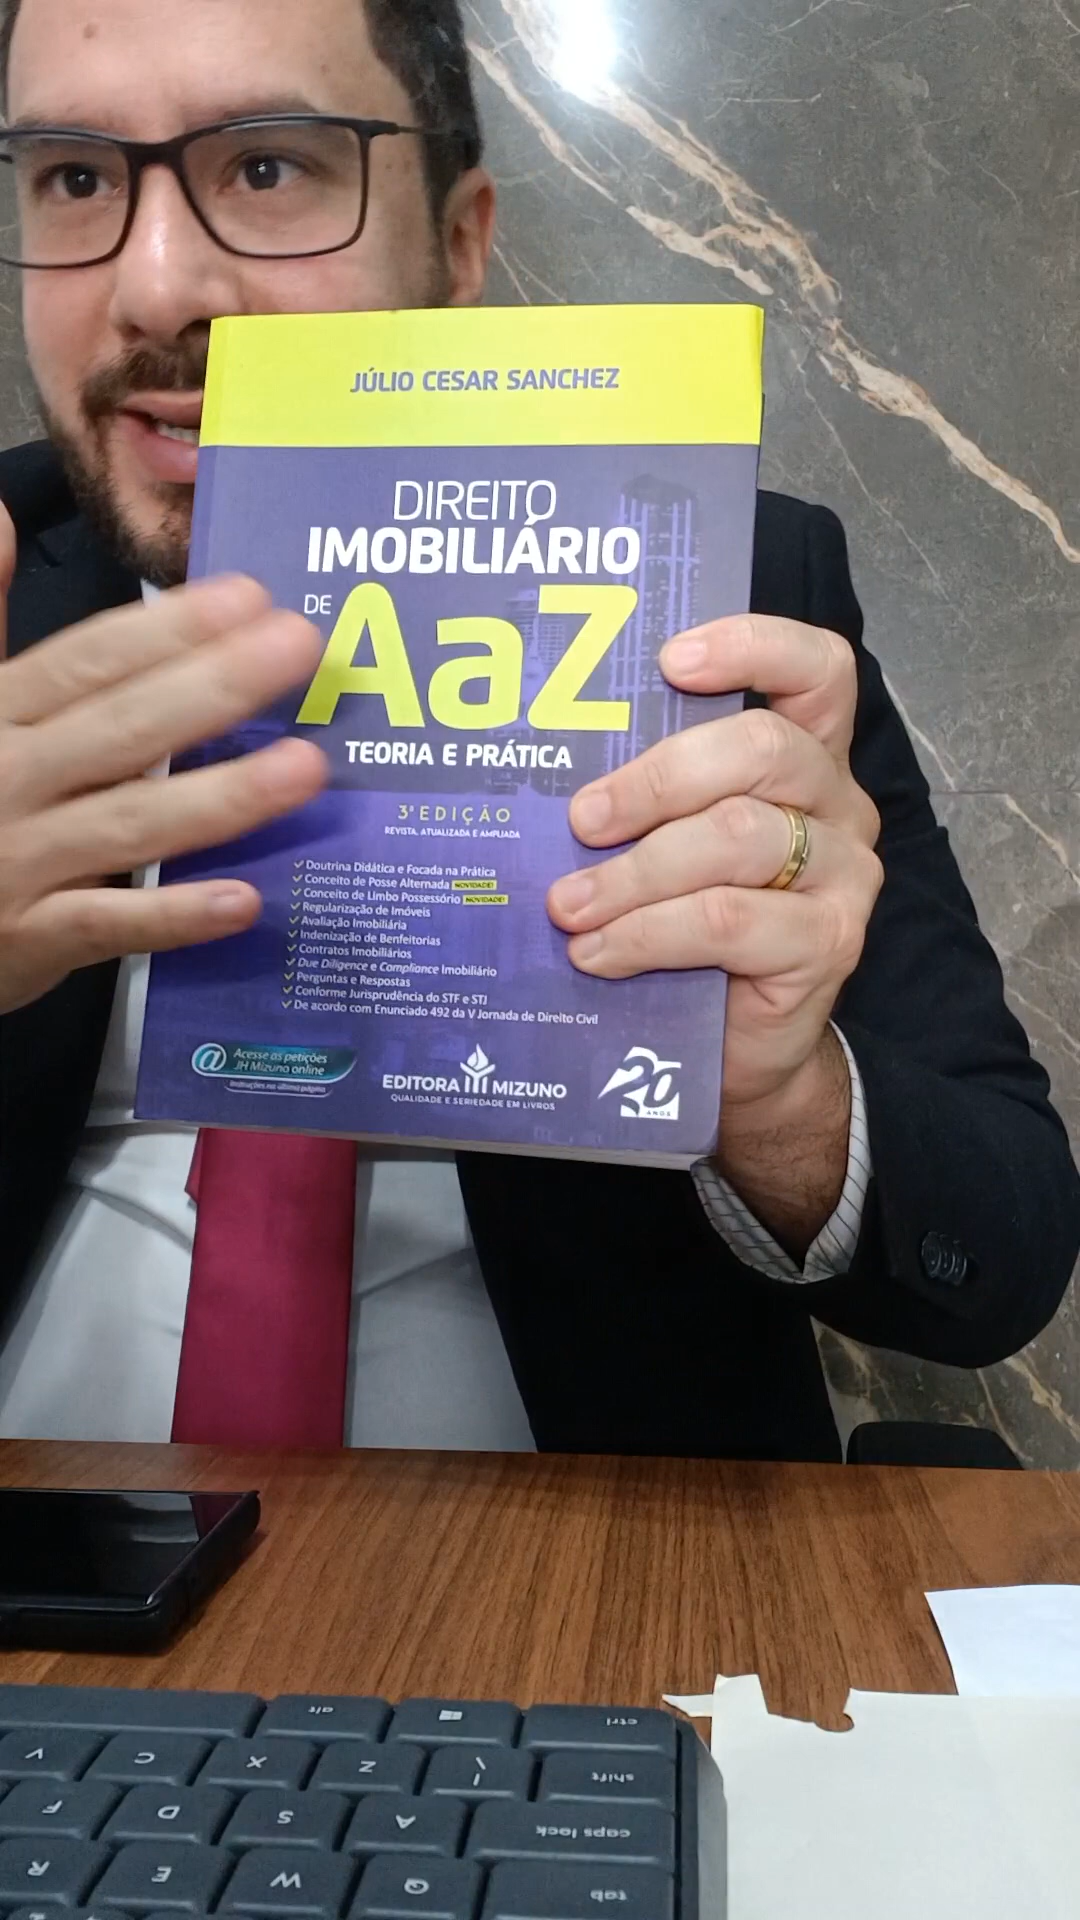 JÚLIO CESAR SANCHEZ
DIREITO
IMOBILIÁRIO
DE AaZ
TEORIA E PRÁTICA
3ª EDIÇÃO
REVISTA, ATUALIZADA E AMPLIADA
Doutrina Didática e Focada na Prática
Conceito de Posse Alternada NOVIDADE!
Conceito de Limbo Possessório NOVIDADE!
Regularização de Imóveis
Avaliação Imobiliária
Indenização de Benfeitorias
Contratos Imobiliários
Due Diligence e Compliance Imobiliário
Perguntas e Respostas
Conforme Jurisprudência do STF e STJ
De acordo com Enunciado 492 da V Jornada de Direito Civil
@ Acesse as petições
JH Mizuno online
Instruções na última página
EDITORA MIZUNO
QUALIDADE E SERIEDADE EM LIVROS
20
ANOS
alt
ctrl
V C X Z \ | shift
F D S A caps lock
R E W Q tab